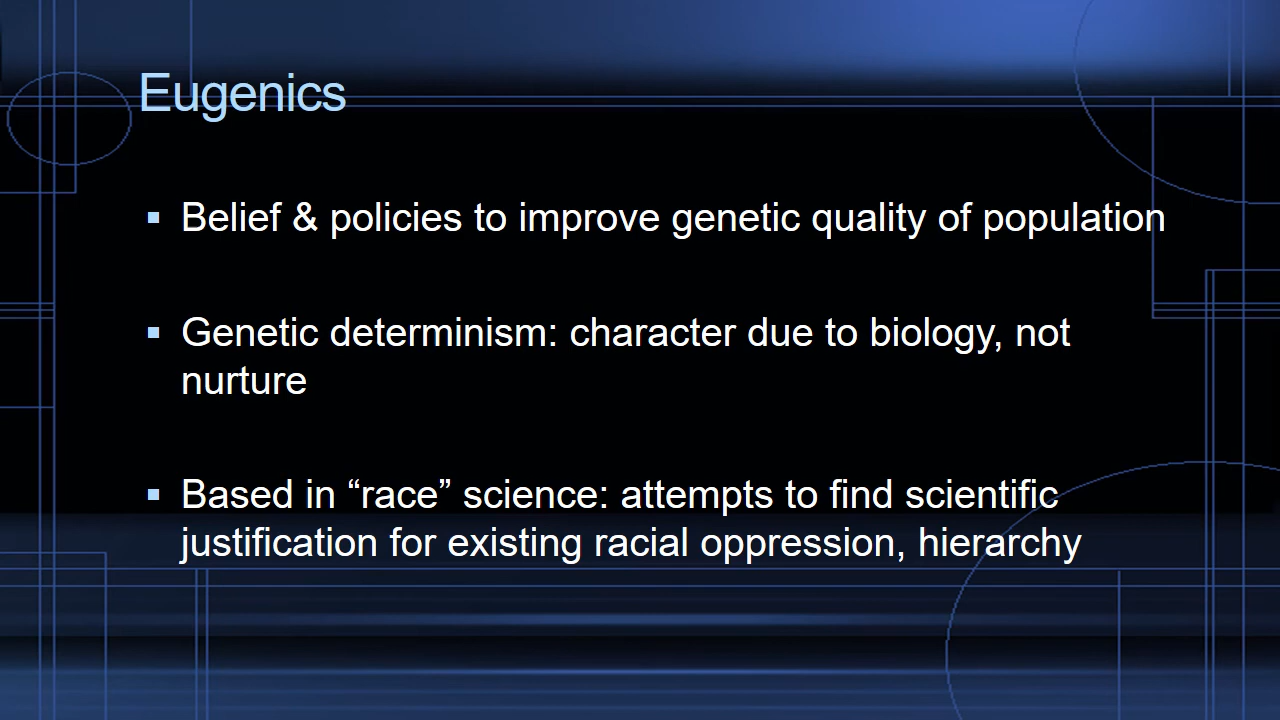 Eugenics
▪ Belief & policies to improve genetic quality of population
▪ Genetic determinism: character due to biology, not
nurture
▪ Based in “race” science: attempts to find scientific
justification for existing racial oppression, hierarchy